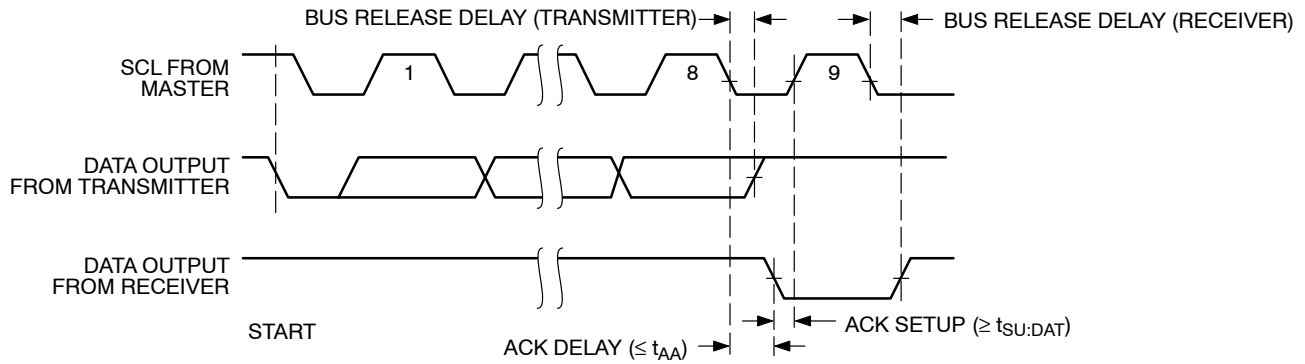 BUS RELEASE DELAY (TRANSMITTER)
BUS RELEASE DELAY (RECEIVER)
SCL FROM
MASTER
1
8
9
DATA OUTPUT
FROM TRANSMITTER
DATA OUTPUT
FROM RECEIVER
START
ACK SETUP (≥ tSU:DAT)
ACK DELAY (≤ tAA)